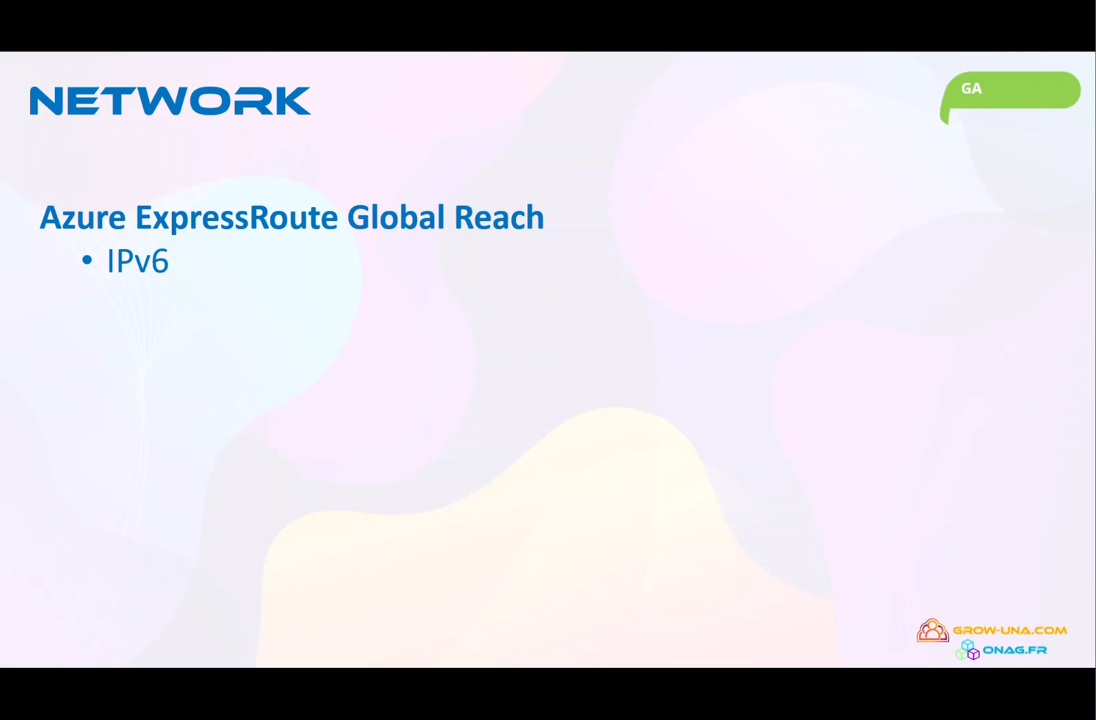 NETWORK
GA
Azure ExpressRoute Global Reach
• IPv6
GROW-UNA.COM
ONAG.FR